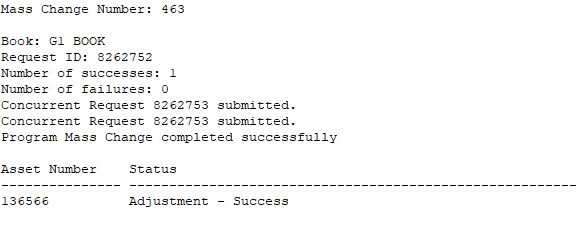 Mass Change Number: 463
Book: G1 BOOK
Request ID: 8262752
Number of successes: 1
Number of failures: 0
Concurrent Request 8262753 submitted.
Concurrent Request 8262753 submitted.
Program Mass Change completed successfully
Asset Number    Status
--------------- --------------------------------------------------------
136566          Adjustment - Success